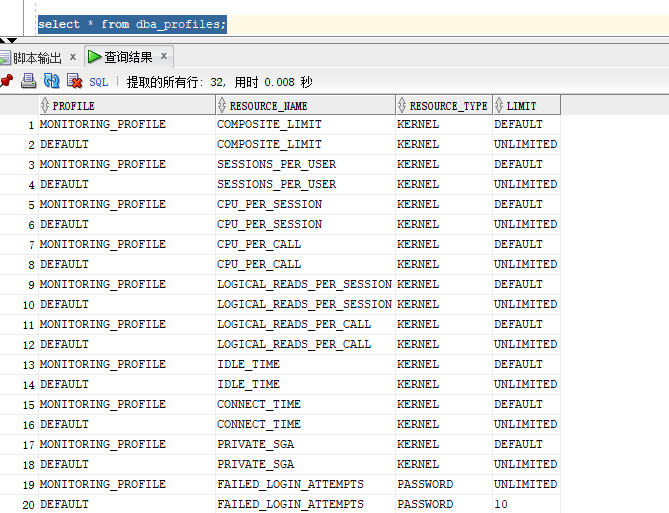 select * from dba_profiles;
脚本输出 × 查询结果 ×
SQL | 提取的所有行: 32, 用时 0.008 秒
PROFILE RESOURCE_NAME RESOURCE_TYPE LIMIT
1 MONITORING_PROFILE COMPOSITE_LIMIT KERNEL DEFAULT
2 DEFAULT COMPOSITE_LIMIT KERNEL UNLIMITED
3 MONITORING_PROFILE SESSIONS_PER_USER KERNEL DEFAULT
4 DEFAULT SESSIONS_PER_USER KERNEL UNLIMITED
5 MONITORING_PROFILE CPU_PER_SESSION KERNEL DEFAULT
6 DEFAULT CPU_PER_SESSION KERNEL UNLIMITED
7 MONITORING_PROFILE CPU_PER_CALL KERNEL DEFAULT
8 DEFAULT CPU_PER_CALL KERNEL UNLIMITED
9 MONITORING_PROFILE LOGICAL_READS_PER_SESSION KERNEL DEFAULT
10 DEFAULT LOGICAL_READS_PER_SESSION KERNEL UNLIMITED
11 MONITORING_PROFILE LOGICAL_READS_PER_CALL KERNEL DEFAULT
12 DEFAULT LOGICAL_READS_PER_CALL KERNEL UNLIMITED
13 MONITORING_PROFILE IDLE_TIME KERNEL DEFAULT
14 DEFAULT IDLE_TIME KERNEL UNLIMITED
15 MONITORING_PROFILE CONNECT_TIME KERNEL DEFAULT
16 DEFAULT CONNECT_TIME KERNEL UNLIMITED
17 MONITORING_PROFILE PRIVATE_SGA KERNEL DEFAULT
18 DEFAULT PRIVATE_SGA KERNEL UNLIMITED
19 MONITORING_PROFILE FAILED_LOGIN_ATTEMPTS PASSWORD UNLIMITED
20 DEFAULT FAILED_LOGIN_ATTEMPTS PASSWORD 10